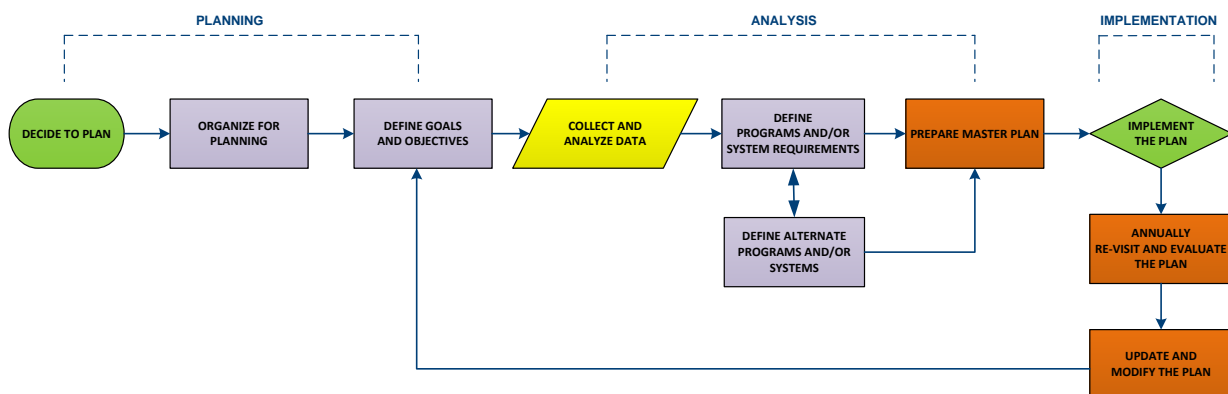 PLANNING
ANALYSIS
IMPLEMENTATION
DECIDE TO PLAN
ORGANIZE FOR
PLANNING
DEFINE GOALS
AND OBJECTIVES
COLLECT AND
ANALYZE DATA
DEFINE
PROGRAMS AND/OR
SYSTEM REQUIREMENTS
PREPARE MASTER PLAN
IMPLEMENT
THE PLAN
DEFINE ALTERNATE
PROGRAMS AND/OR
SYSTEMS
ANNUALLY
RE-VISIT AND EVALUATE
THE PLAN
UPDATE AND
MODIFY THE PLAN